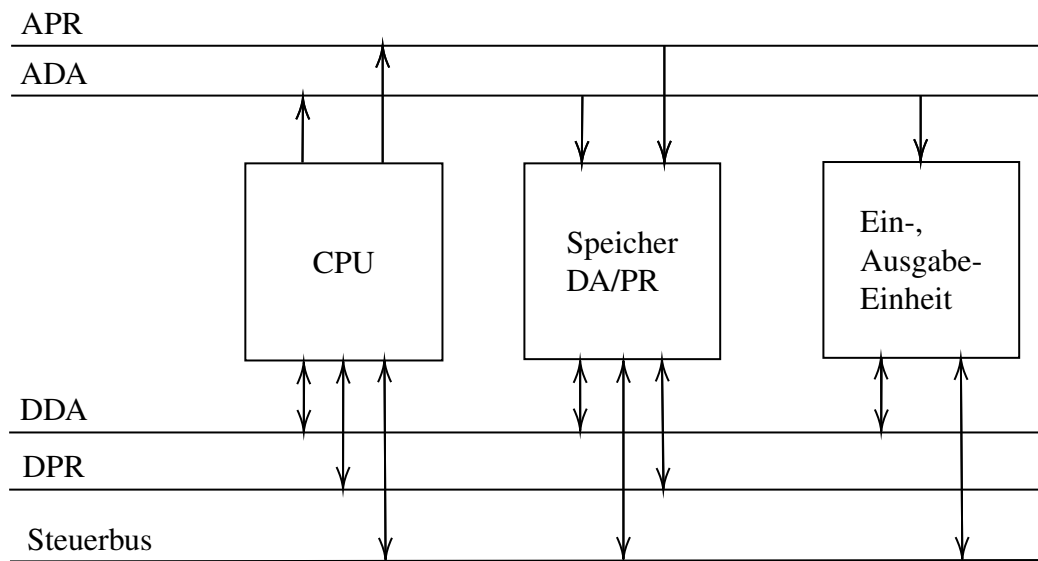 APR
ADA
CPU
Speicher
DA/PR
Ein-,
Ausgabe-
Einheit
DDA
DPR
Steuerbus